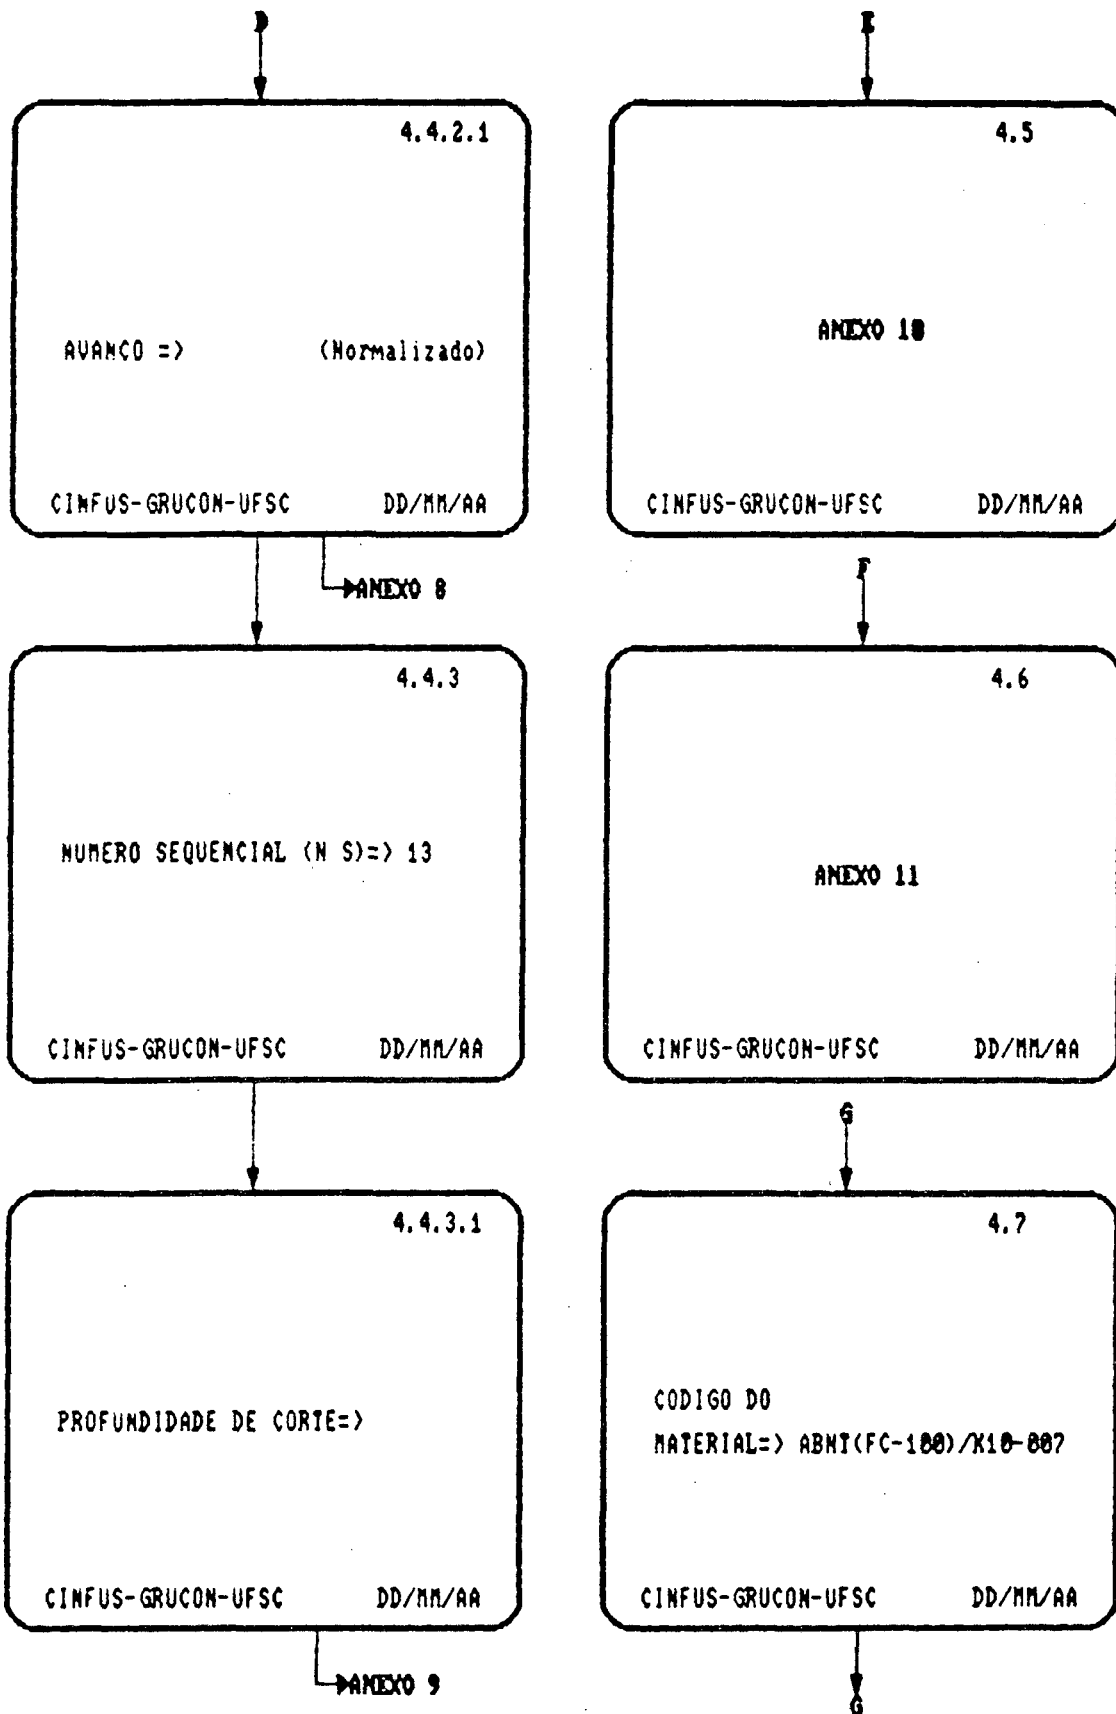 D
4.4.2.1
AVANCO => (Normalizado)
CINFUS-GRUCON-UFSC DD/MM/AA
ANEXO 8
4.4.3
NUMERO SEQUENCIAL (N S)=> 13
CINFUS-GRUCON-UFSC DD/MM/AA
4.4.3.1
PROFUNDIDADE DE CORTE=>
CINFUS-GRUCON-UFSC DD/MM/AA
ANEXO 9
E
4.5
ANEXO 10
CINFUS-GRUCON-UFSC DD/MM/AA
F
4.6
ANEXO 11
CINFUS-GRUCON-UFSC DD/MM/AA
G
4.7
CODIGO DO
MATERIAL=> ABNT(FC-100)/K10-007
CINFUS-GRUCON-UFSC DD/MM/AA
G